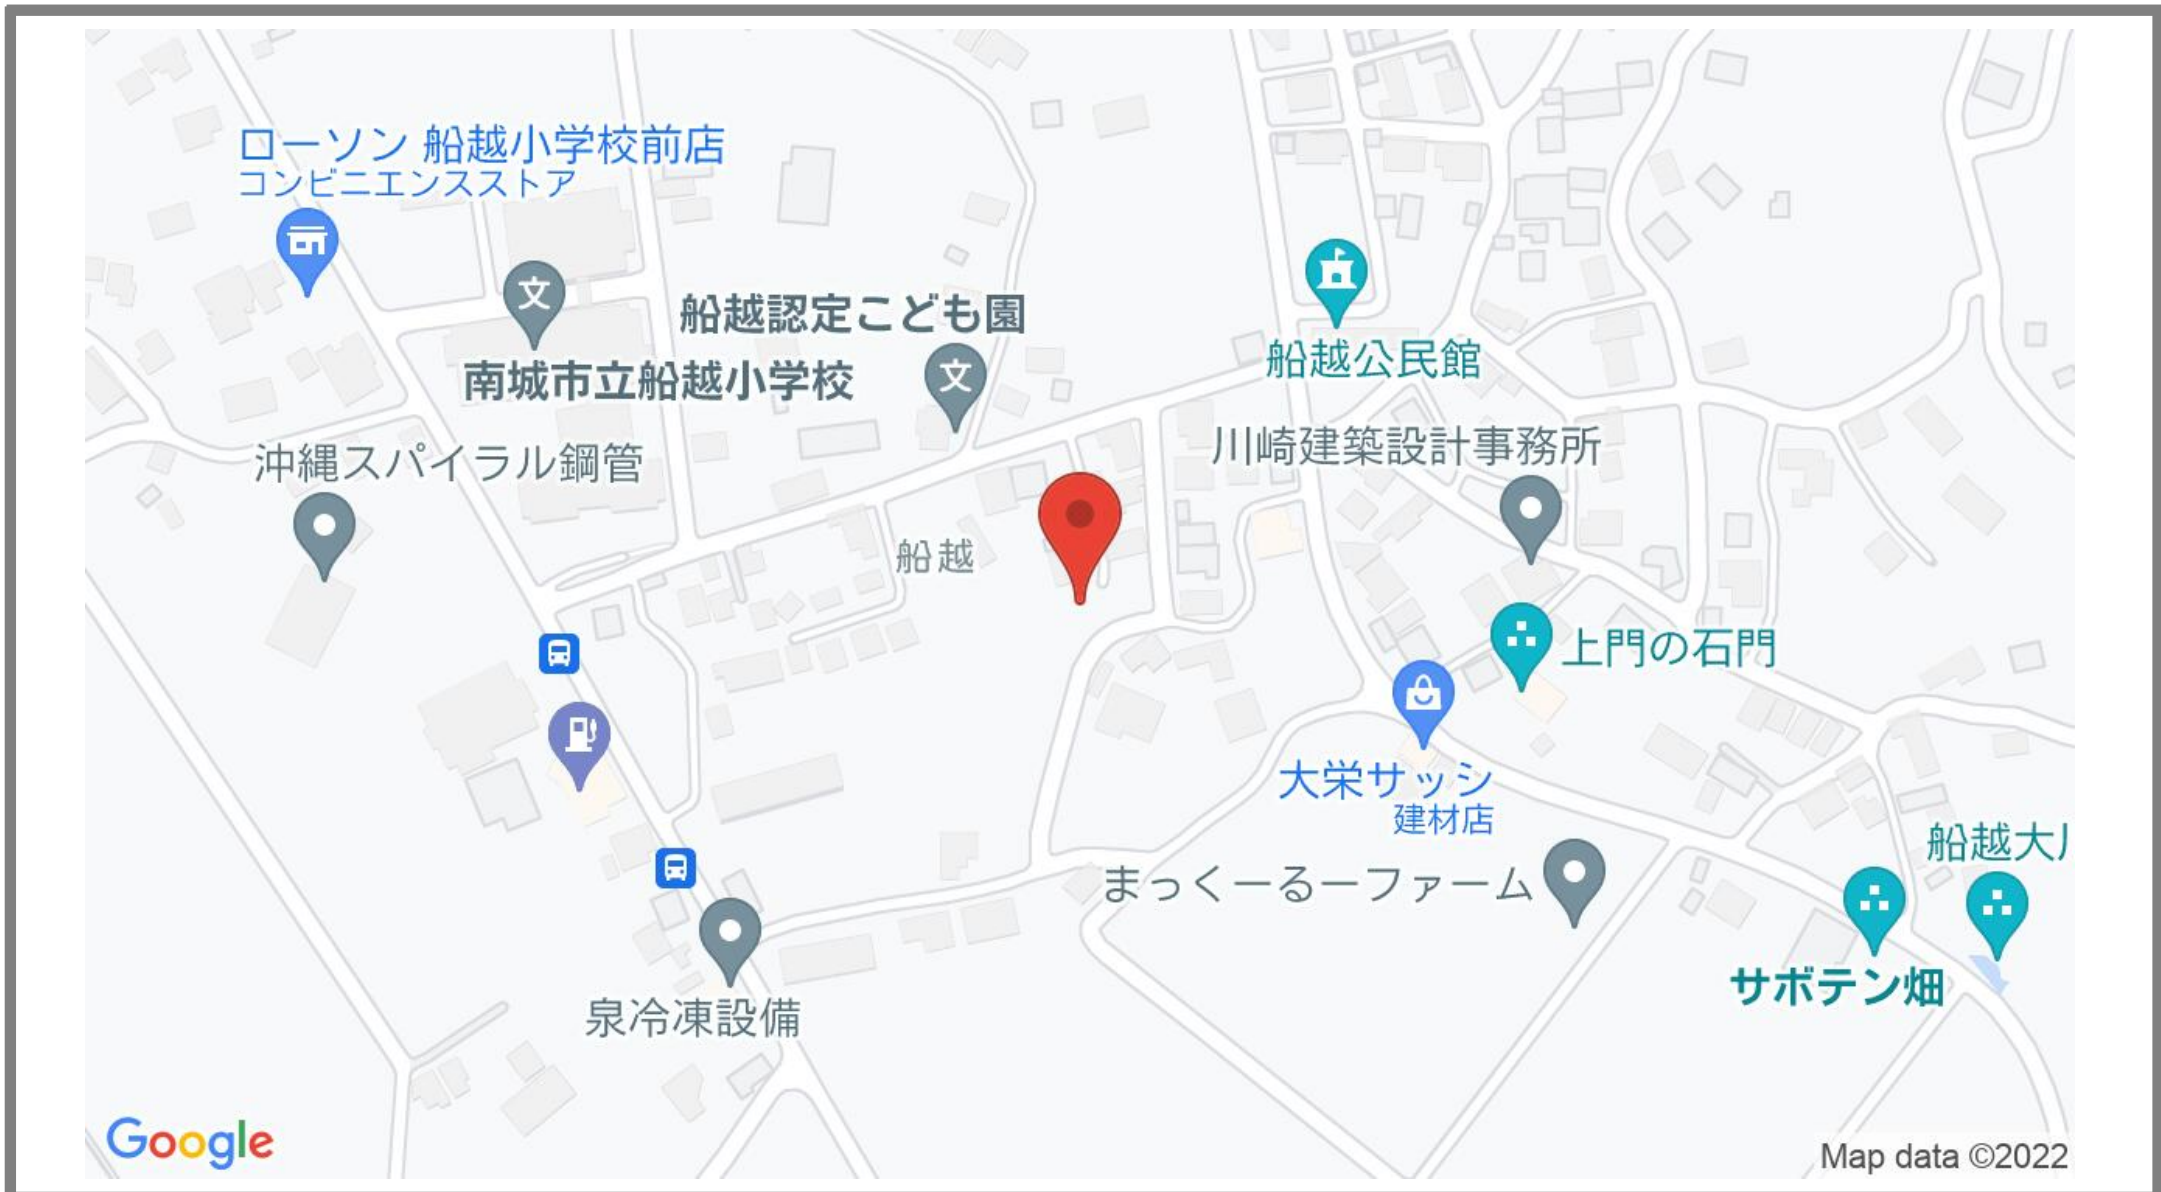 ローソン 船越小学校前店
コンビニエンスストア
船越認定こども園
南城市立船越小学校
船越公民館
沖縄スパイラル鋼管
川崎建築設計事務所
船越
上門の石門
大栄サッシ
建材店
船越大川
まっくーるーファーム
サボテン畑
泉冷凍設備
Google
Map data ©2022